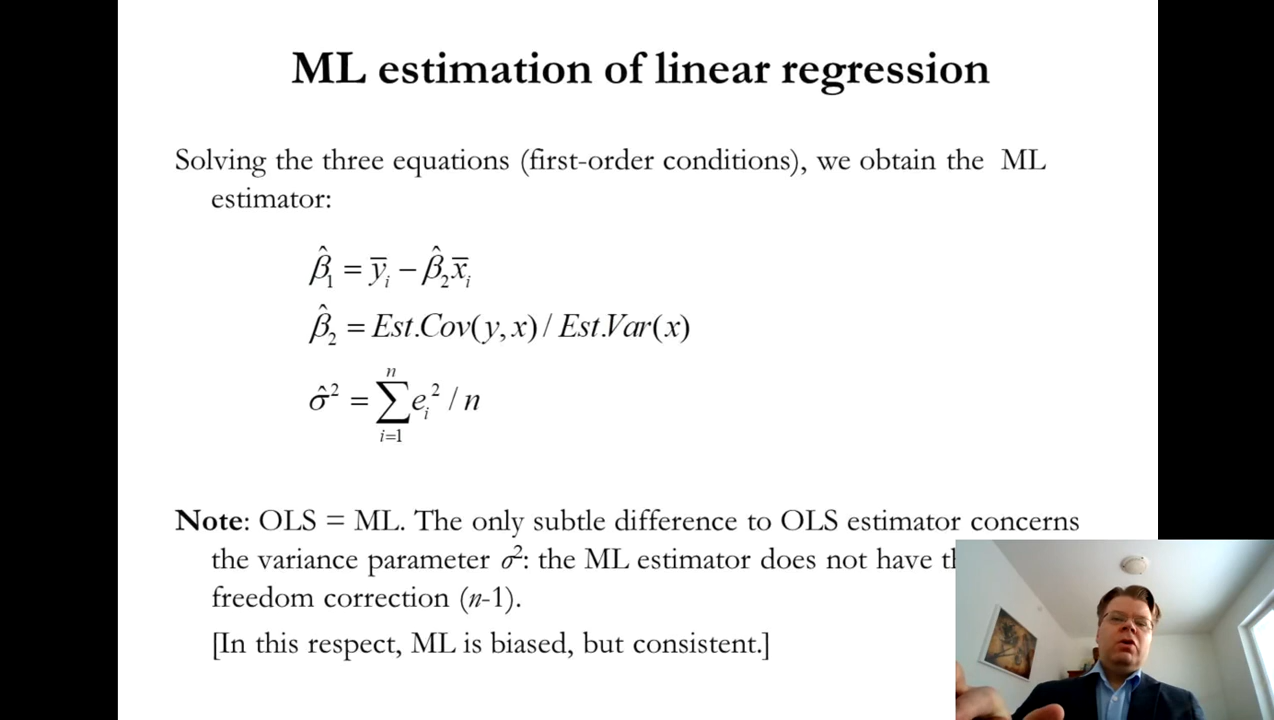 ML estimation of linear regression
Solving the three equations (first-order conditions), we obtain the ML
estimator:
β̂₁ = ȳᵢ − β̂₂x̄ᵢ
β̂₂ = Est.Cov(y, x) / Est.Var(x)
σ̂² = ∑ⁿᵢ₌₁ eᵢ² / n
Note: OLS = ML. The only subtle difference to OLS estimator concerns
the variance parameter σ²: the ML estimator does not have
freedom correction (n-1).
[In this respect, ML is biased, but consistent.]